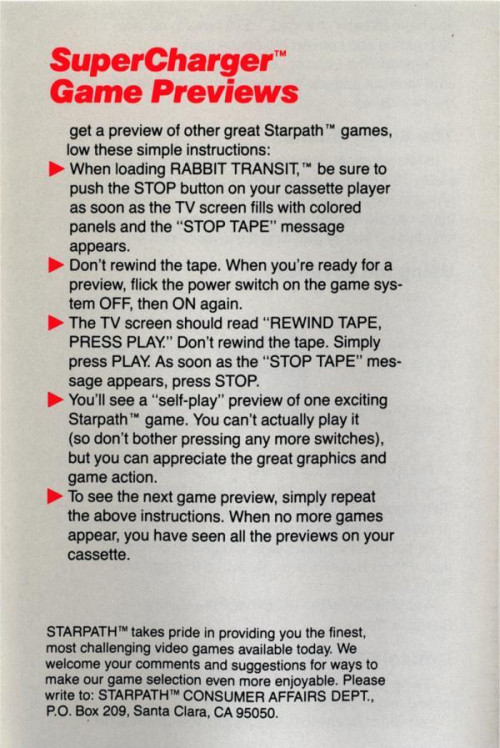 SuperCharger™
Game Previews
get a preview of other great Starpath™ games,
low these simple instructions:
When loading RABBIT TRANSIT,™ be sure to
push the STOP button on your cassette player
as soon as the TV screen fills with colored
panels and the “STOP TAPE” message
appears.
Don't rewind the tape. When you're ready for a
preview, flick the power switch on the game sys-
tem OFF, then ON again.
The TV screen should read “REWIND TAPE,
PRESS PLAY.” Don't rewind the tape. Simply
press PLAY. As soon as the “STOP TAPE” mes-
sage appears, press STOP.
You'll see a “self-play” preview of one exciting
Starpath™ game. You can't actually play it
(so don't bother pressing any more switches),
but you can appreciate the great graphics and
game action.
To see the next game preview, simply repeat
the above instructions. When no more games
appear, you have seen all the previews on your
cassette.
STARPATH™ takes pride in providing you the finest,
most challenging video games available today. We
welcome your comments and suggestions for ways to
make our game selection even more enjoyable. Please
write to: STARPATH™ CONSUMER AFFAIRS DEPT.,
P.O. Box 209, Santa Clara, CA 95050.